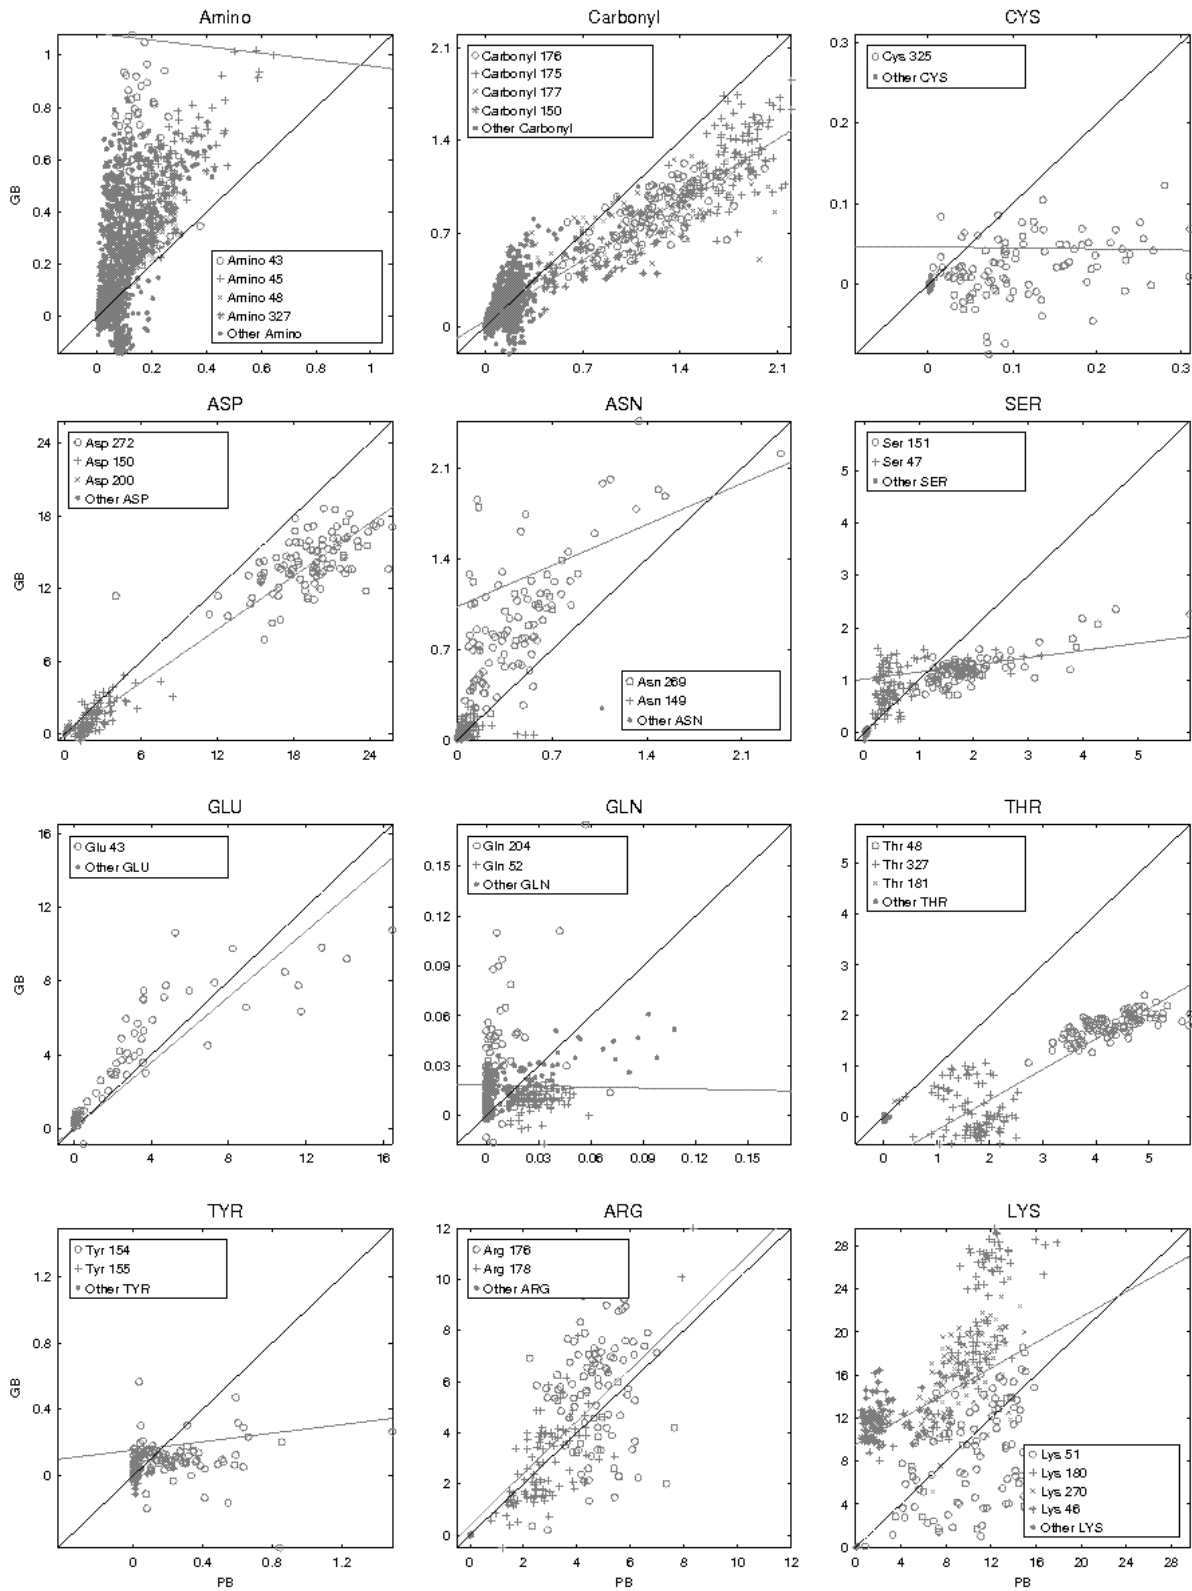 Amino
Carbonyl
CYS
1
0.8
0.6
0.4
0.2
0
GB
0
0.2
0.4
0.6
0.8
1
Amino 43
Amino 45
Amino 48
Amino 327
Other Amino
2.1
1.4
0.7
0
0
0.7
1.4
2.1
Carbonyl 176
Carbonyl 175
Carbonyl 177
Carbonyl 150
Other Carbonyl
0.3
0.2
0.1
0
0
0.1
0.2
0.3
Cys 325
Other CYS
ASP
ASN
SER
24
18
12
6
0
GB
0
6
12
18
24
Asp 272
Asp 150
Asp 200
Other ASP
2.1
1.4
0.7
0
0
0.7
1.4
2.1
Asn 269
Asn 149
Other ASN
5
4
3
2
1
0
0
1
2
3
4
5
Ser 151
Ser 47
Other SER
GLU
GLN
THR
16
12
8
4
0
GB
0
4
8
12
16
Glu 43
Other GLU
0.15
0.12
0.09
0.06
0.03
0
0
0.03
0.06
0.09
0.12
0.15
Gln 204
Gln 52
Other GLN
5
4
3
2
1
0
0
1
2
3
4
5
Thr 48
Thr 327
Thr 181
Other THR
TYR
ARG
LYS
1.2
0.8
0.4
0
GB
0
0.4
0.8
1.2
PB
Tyr 154
Tyr 155
Other TYR
12
10
8
6
4
2
0
0
2
4
6
8
10
12
PB
Arg 176
Arg 178
Other ARG
28
24
20
16
12
8
4
0
0
4
8
12
16
20
24
28
PB
Lys 51
Lys 180
Lys 270
Lys 46
Other LYS